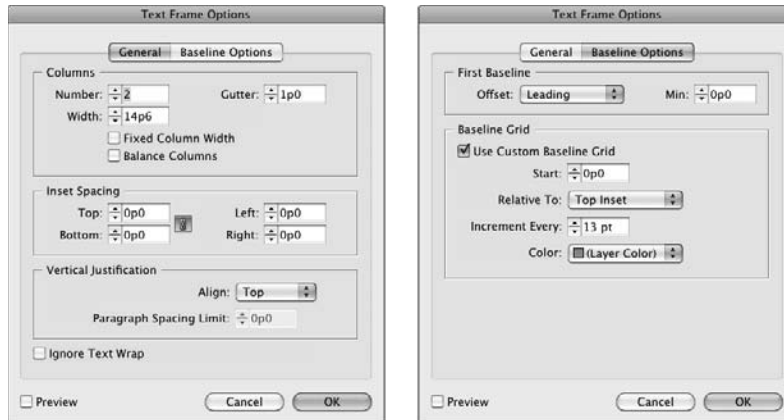 Text Frame Options
General Baseline Options
Columns
Number: 2 Gutter: 1p0
Width: 14p6
Fixed Column Width
Balance Columns
Inset Spacing
Top: 0p0 Left: 0p0
Bottom: 0p0 Right: 0p0
Vertical Justification
Align: Top
Paragraph Spacing Limit: 0p0
Ignore Text Wrap
Preview Cancel OK
Text Frame Options
General Baseline Options
First Baseline
Offset: Leading Min: 0p0
Baseline Grid
Use Custom Baseline Grid
Start: 0p0
Relative To: Top Inset
Increment Every: 13 pt
Color: (Layer Color)
Preview Cancel OK